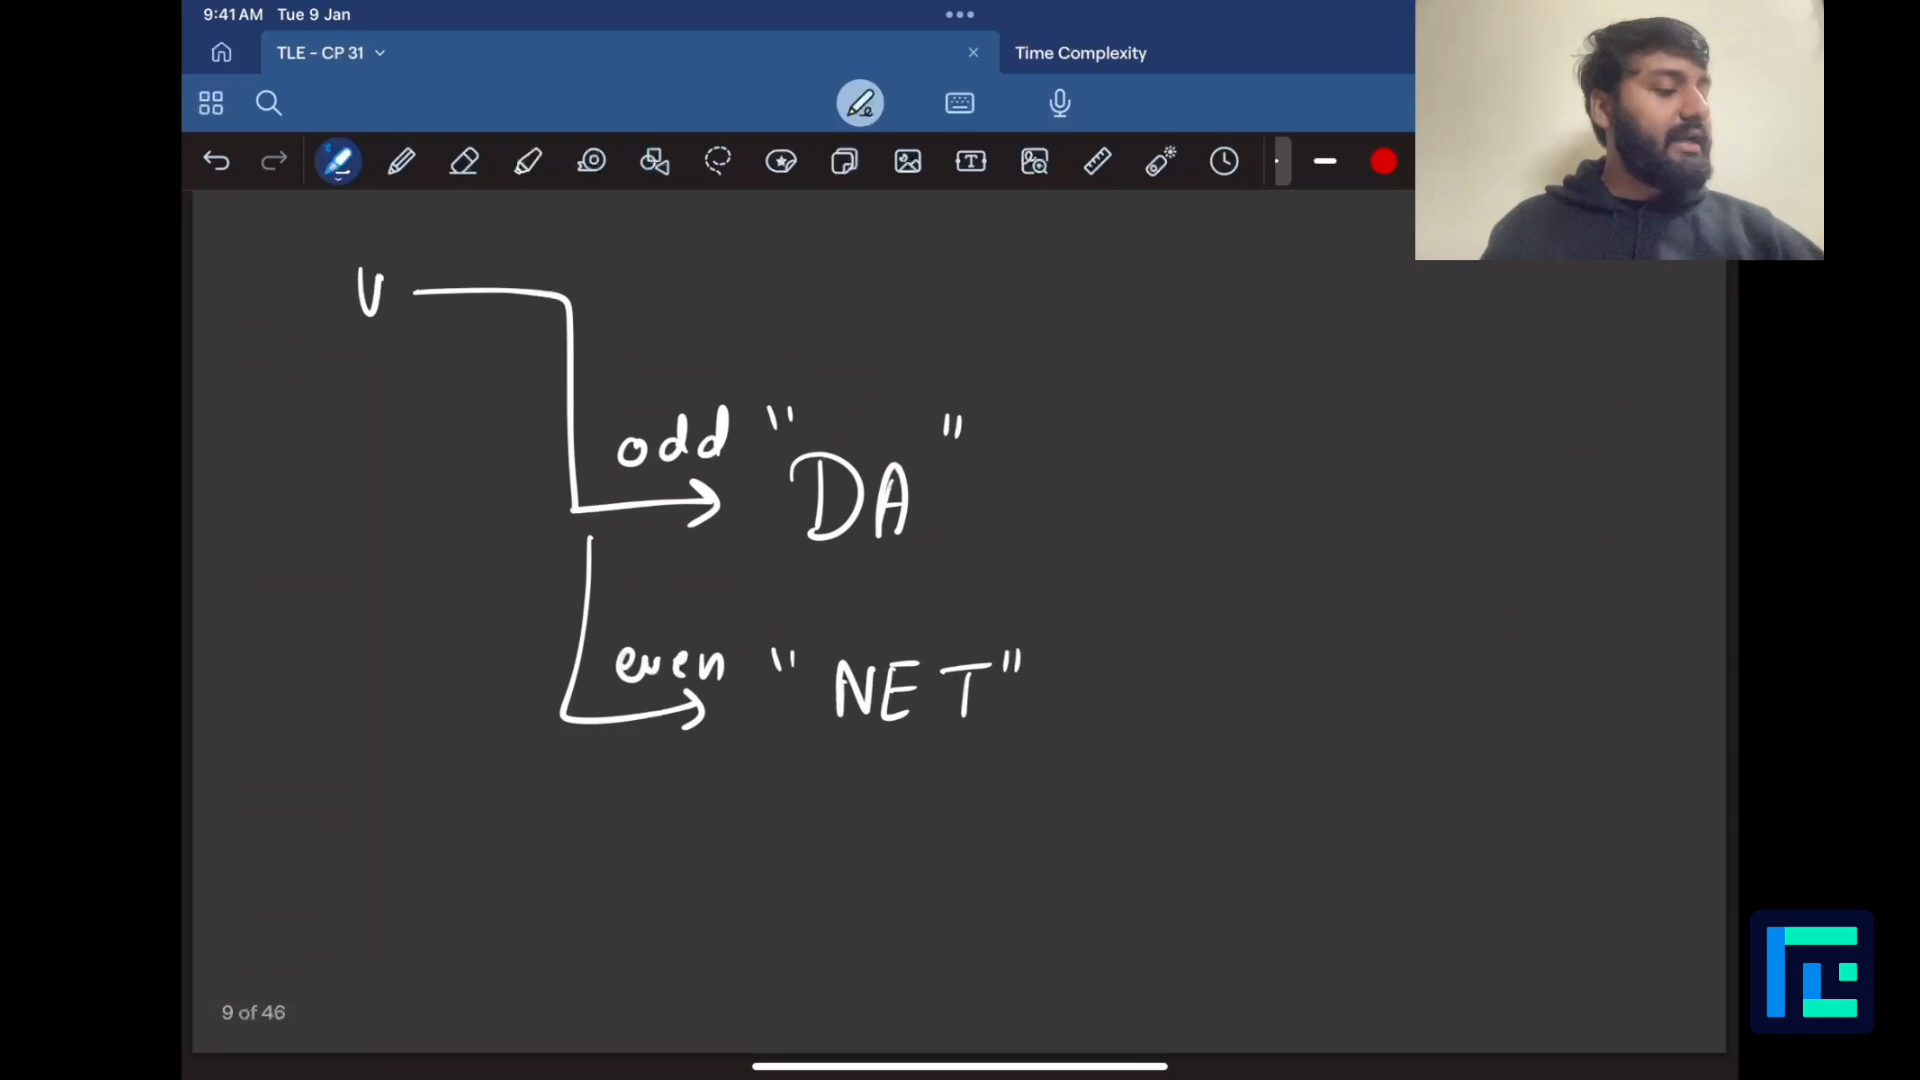 9:41 AM Tue 9 Jan
TLE - CP 31
Time Complexity
U
odd "DA"
even "NET"
9 of 46